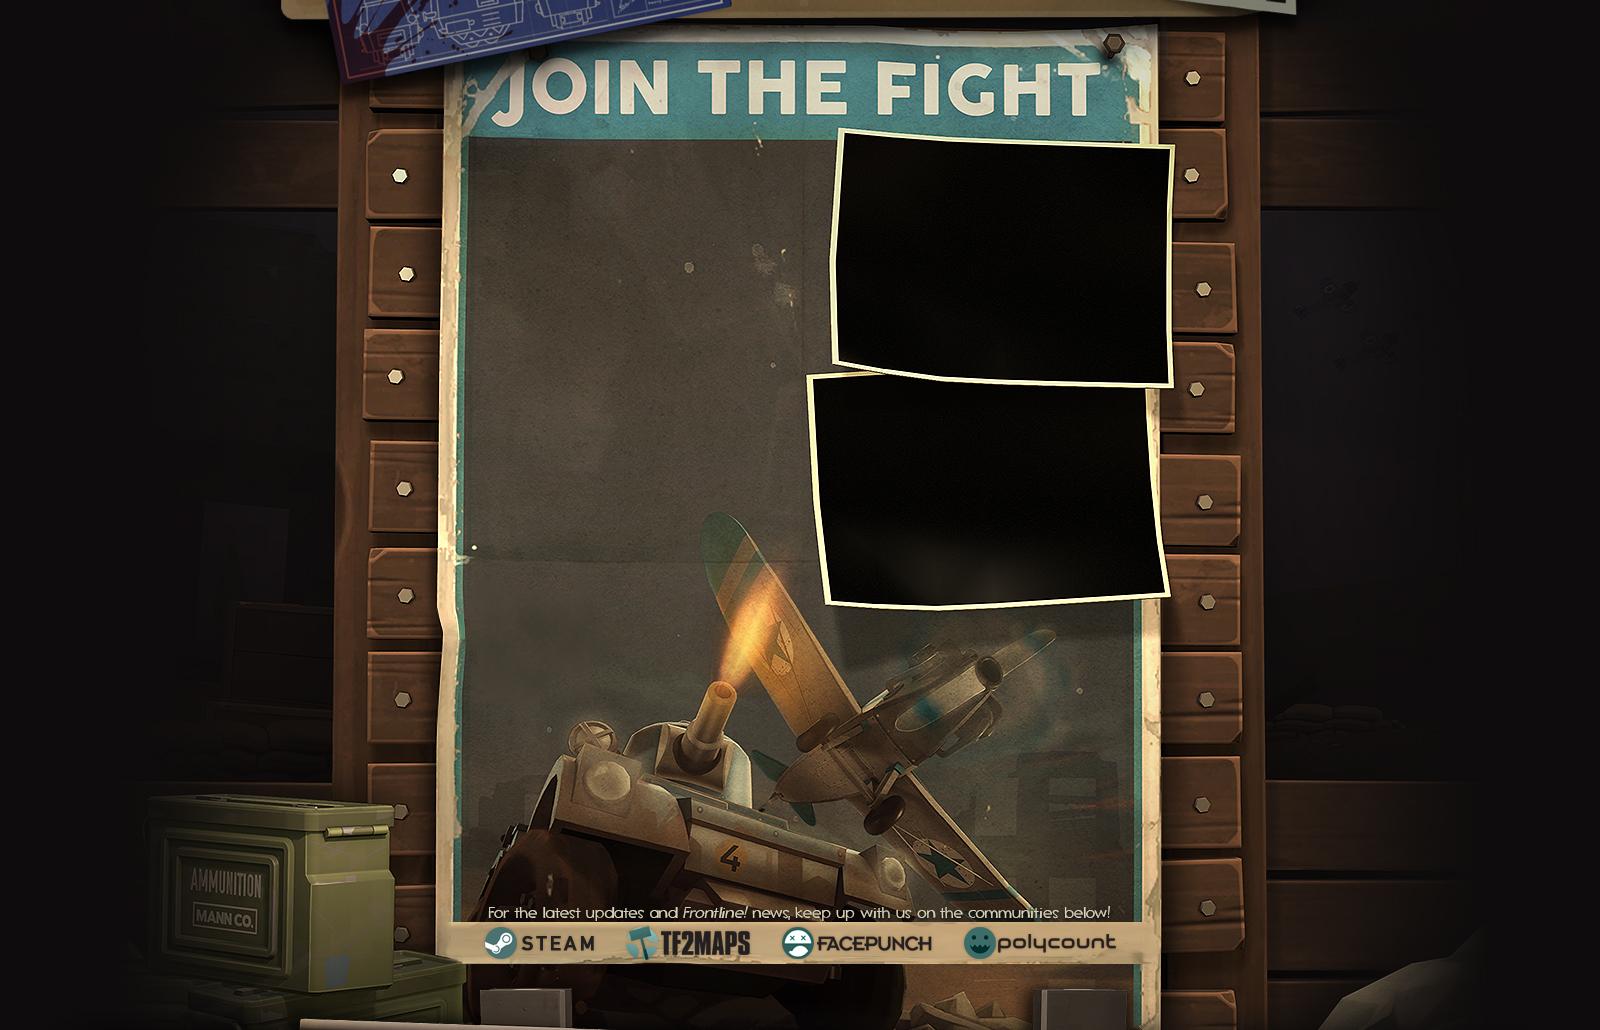 JOIN THE FIGHT
4
AMMUNITION
MANN CO.
For the latest updates and Frontline! news, keep up with us on the communities below!
STEAM TF2MAPS FACEPUNCH polycount